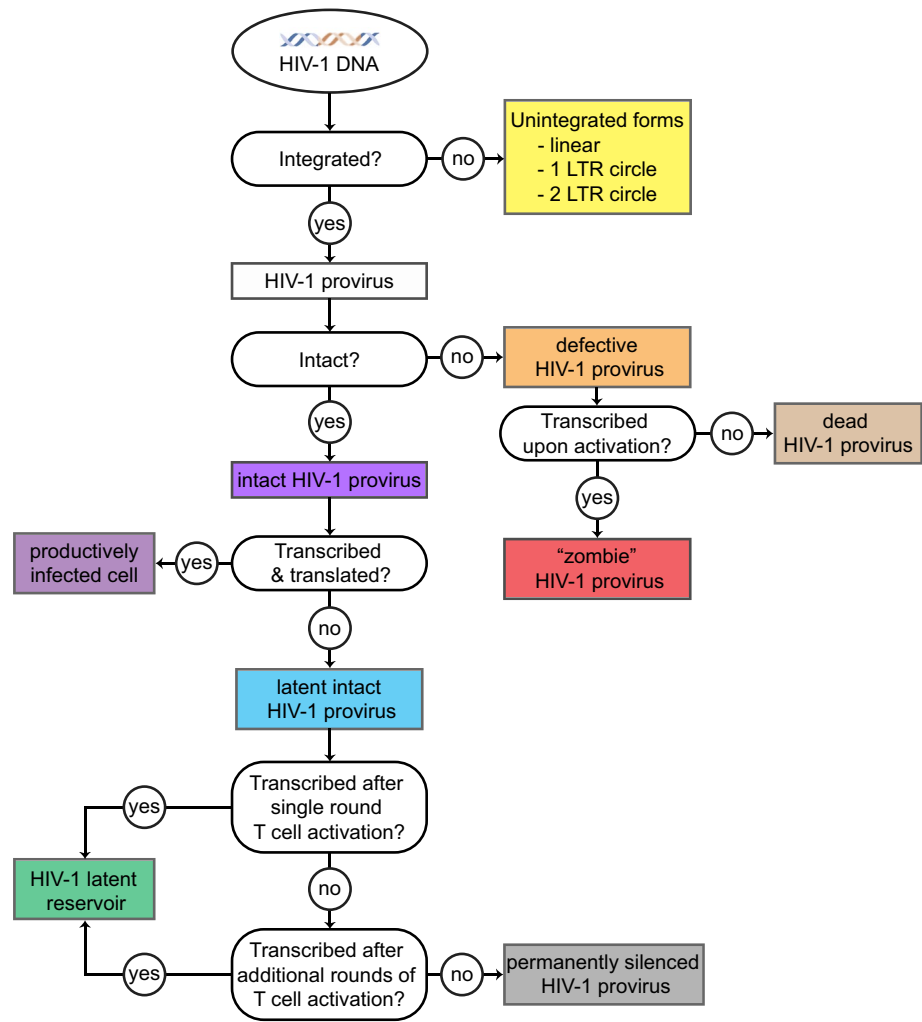 HIV-1 DNA
Integrated?
no
Unintegrated forms
- linear
- 1 LTR circle
- 2 LTR circle
yes
HIV-1 provirus
Intact?
no
defective
HIV-1 provirus
Transcribed
upon activation?
no
dead
HIV-1 provirus
yes
"zombie"
HIV-1 provirus
yes
intact HIV-1 provirus
Transcribed
& translated?
yes
productively
infected cell
no
latent intact
HIV-1 provirus
Transcribed after
single round
T cell activation?
yes
HIV-1 latent
reservoir
no
Transcribed after
additional rounds of
T cell activation?
yes
no
permanently silenced
HIV-1 provirus